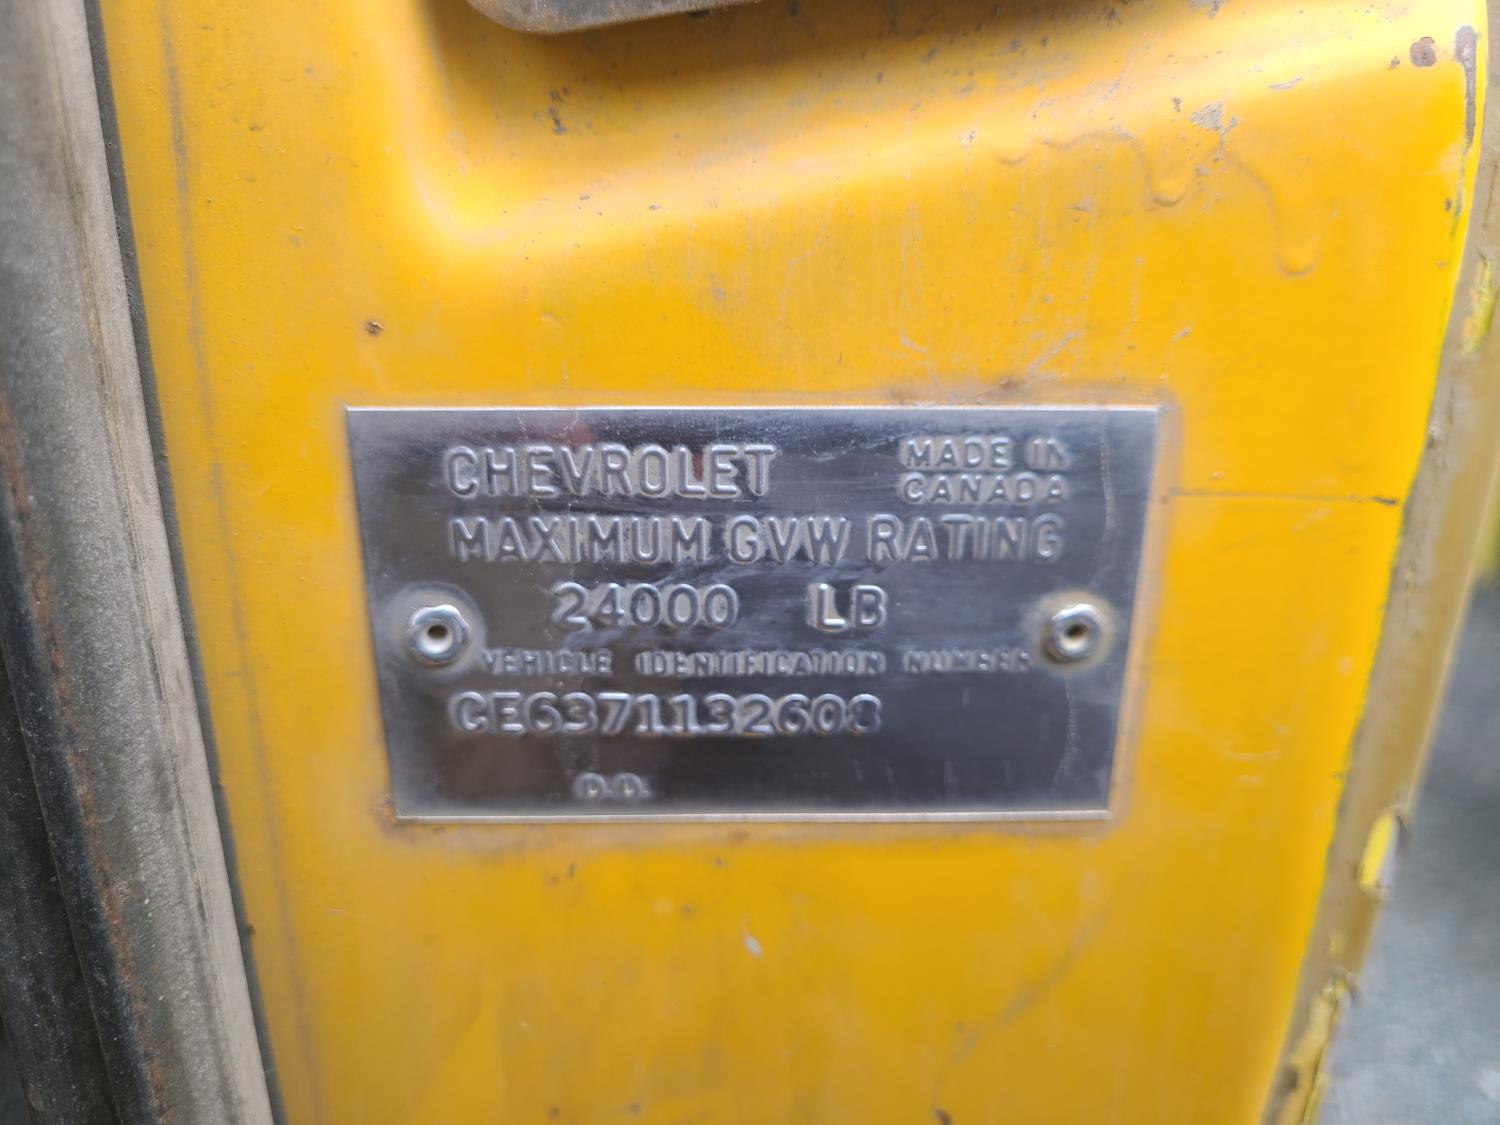 CHEVROLET
MADE IN
CANADA
MAXIMUM GVW RATING
24000 LB
VEHICLE IDENTIFICATION NUMBER
CE6371132608
D.D.